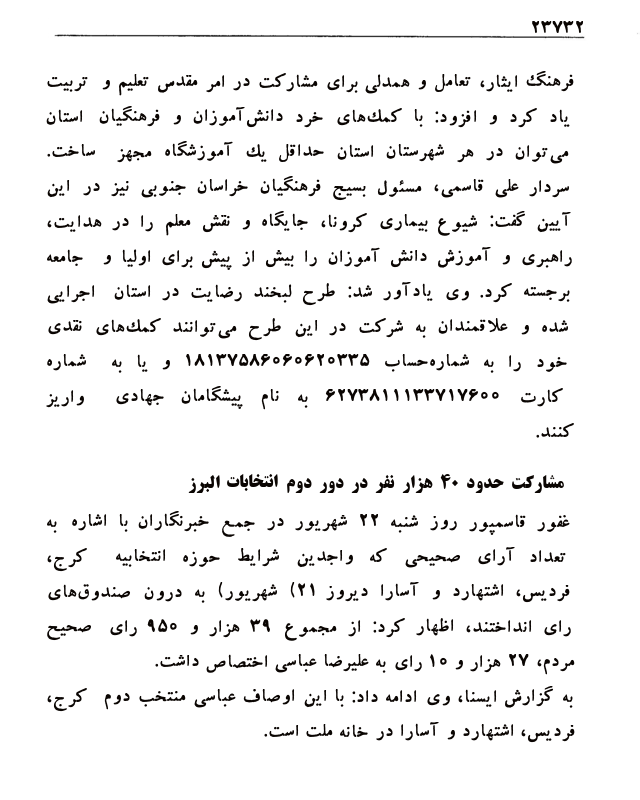 ۲۳۷۳۲
فرهنگ ایثار، تعامل و همدلی برای مشارکت در امر مقدس تعلیم و تربیت
یاد کرد و افزود: با کمك‌های خرد دانش‌آموزان و فرهنگیان استان
می‌توان در هر شهرستان استان حداقل یك آموزشگاه مجهز ساخت.
سردار علی قاسمی، مسئول بسیج فرهنگیان خراسان جنوبی نیز در این
آیین گفت: شیوع بیماری کرونا، جایگاه و نقش معلم را در هدایت،
راهبری و آموزش دانش آموزان را بیش از پیش برای اولیا و جامعه
برجسته کرد. وی یادآور شد: طرح لبخند رضایت در استان اجرایی
شده و علاقمندان به شرکت در این طرح می‌توانند کمك‌های نقدی
خود را به شماره‌حساب ۱۸۱۳۷۵۸۶۰۶۰۶۲۰۳۳۵ و یا به شماره
کارت ۶۲۷۳۸۱۱۱۳۳۷۱۷۶۰۰ به نام پیشگامان جهادی واریز
کنند.
مشارکت حدود ۴۰ هزار نفر در دور دوم انتخابات البرز
غفور قاسمپور روز شنبه ۲۲ شهریور در جمع خبرنگاران با اشاره به
تعداد آرای صحیحی که واجدین شرایط حوزه انتخابیه کرج،
فردیس، اشتهارد و آسارا دیروز (۲۱ شهریور) به درون صندوق‌های
رای انداختند، اظهار کرد: از مجموع ۳۹ هزار و ۹۵۰ رای صحیح
مردم، ۲۷ هزار و ۱۰ رای به علیرضا عباسی اختصاص داشت.
به گزارش ایسنا، وی ادامه داد: با این اوصاف عباسی منتخب دوم کرج،
فردیس، اشتهارد و آسارا در خانه ملت است.